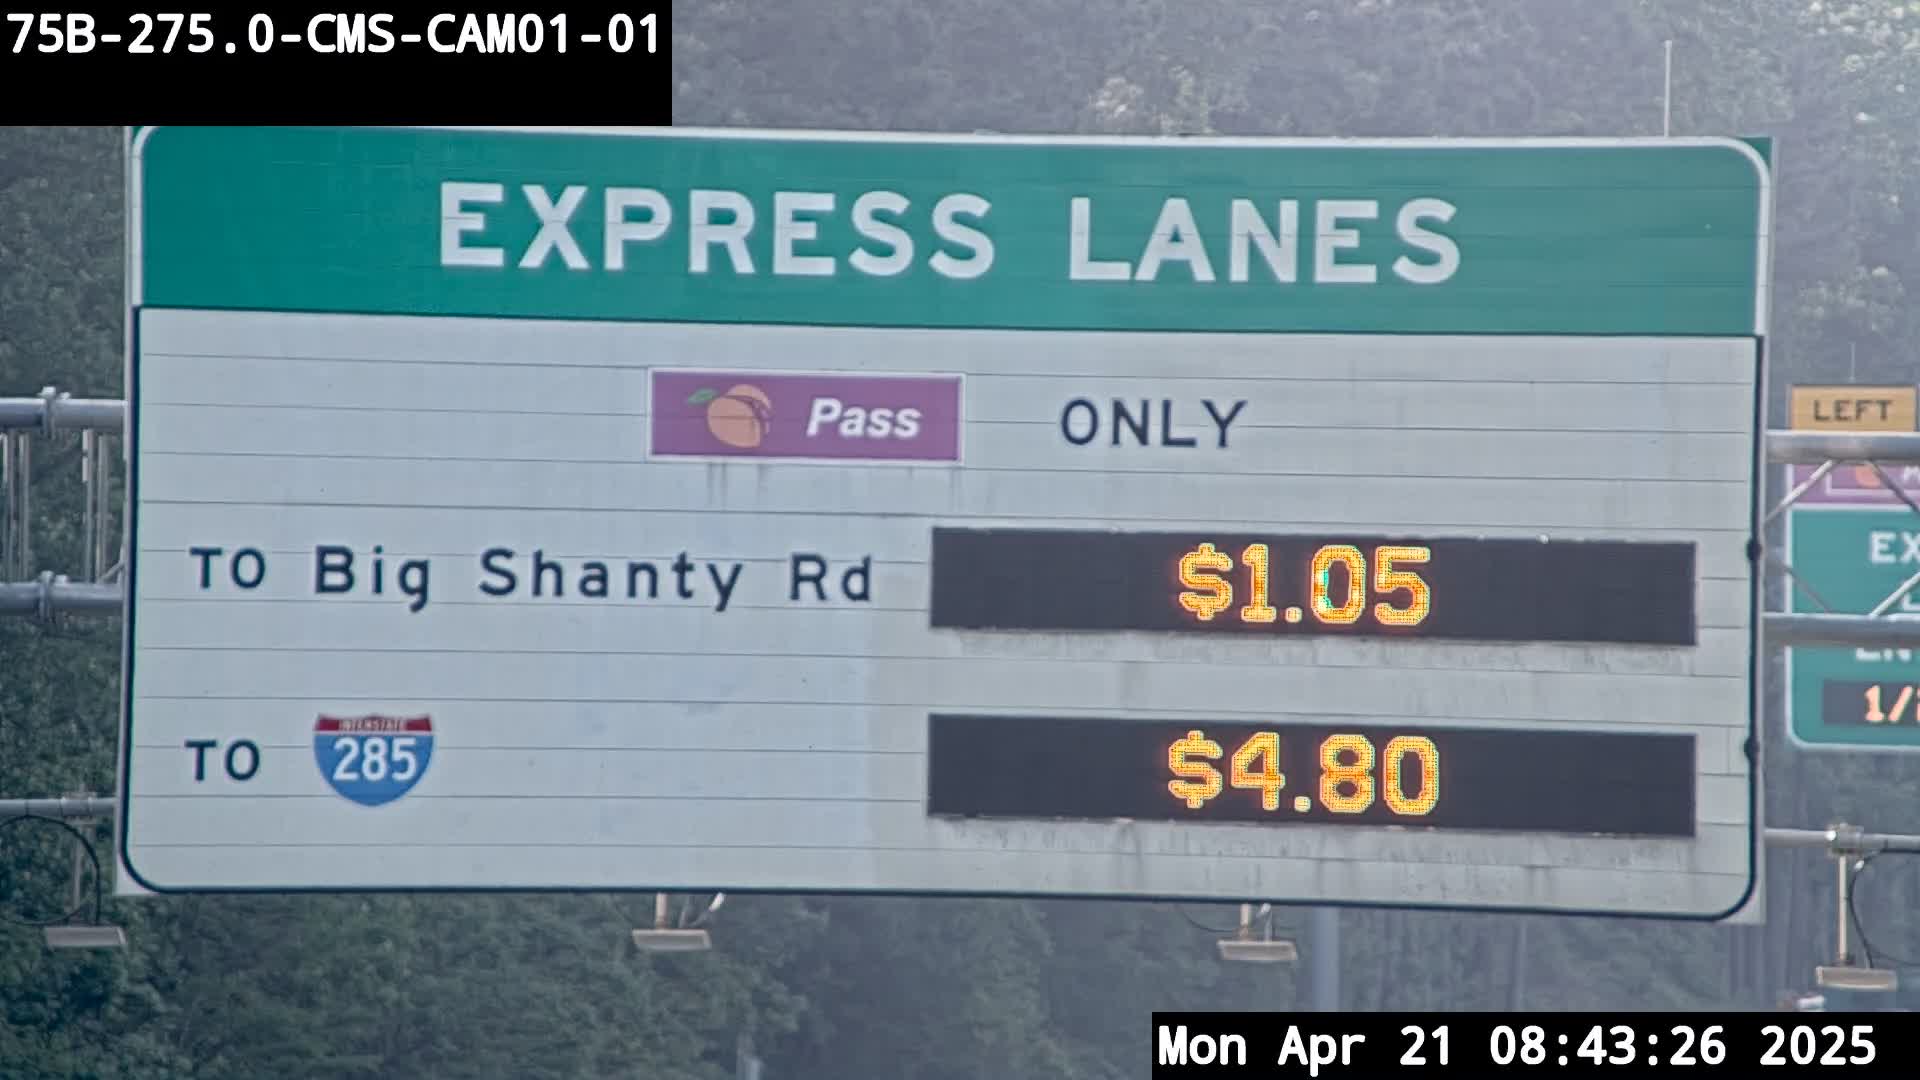 75B-275.0-CMS-CAM01-01
EXPRESS LANES
Pass ONLY
TO Big Shanty Rd $1.05
TO INTERSTATE 285 $4.80
LEFT
Mon Apr 21 08:43:26 2025